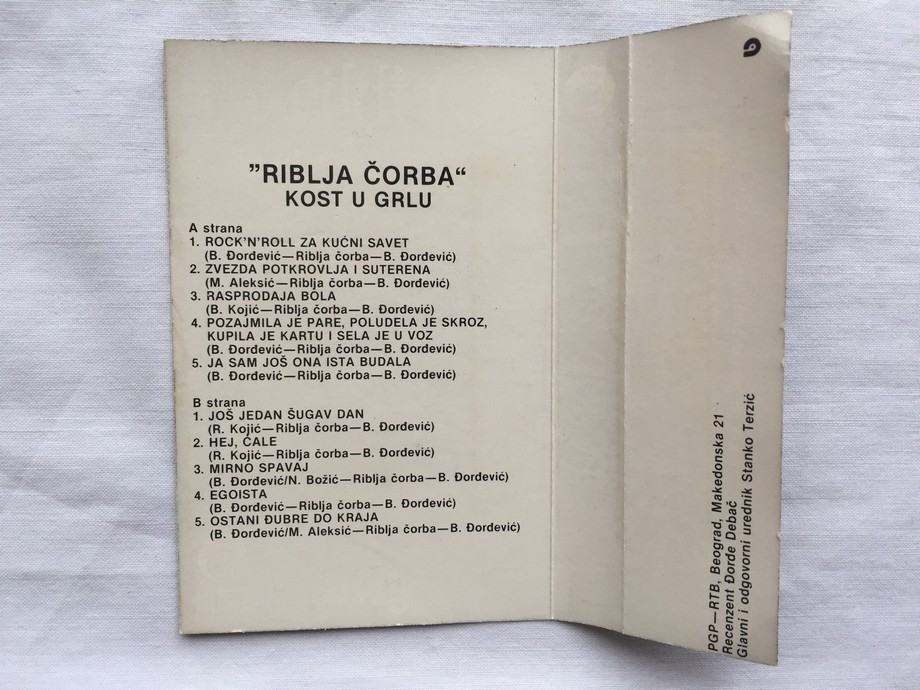 "RIBLJA ČORBA“
KOST U GRLU
A strana
1. ROCK'N'ROLL ZA KUĆNI SAVET
(B. Đorđević—Riblja čorba—B. Đorđević)
2. ZVEZDA POTKROVLJA I SUTERENA
(M. Aleksić—Riblja čorba—B. Đorđević)
3. RASPRODAJA BOLA
(B. Kojić—Riblja čorba—B. Đorđević)
4. POZAJMILA JE PARE, POLUDELA JE SKROZ,
KUPILA JE KARTU I SELA JE U VOZ
(B. Đorđević—Riblja čorba—B. Đorđević)
5. JA SAM JOŠ ONA ISTA BUDALA
(B. Đorđević—Riblja čorba—B. Đorđević)
B strana
1. JOŠ JEDAN ŠUGAV DAN
(R. Kojić—Riblja čorba—B. Đorđević)
2. HEJ, ĆALE
(R. Kojić—Riblja čorba—B. Đorđević)
3. MIRNO SPAVAJ
(B. Đorđević/N. Božić—Riblja čorba—B. Đorđević)
4. EGOISTA
(B. Đorđević—Riblja čorba—B. Đorđević)
5. OSTANI ĐUBRE DO KRAJA
(B. Đorđević/M. Aleksić—Riblja čorba—B. Đorđević)
PGP—RTB, Beograd, Makedonska 21
Recenzent Đorđe Debač
Glavni i odgovorni urednik Stanko Terzić